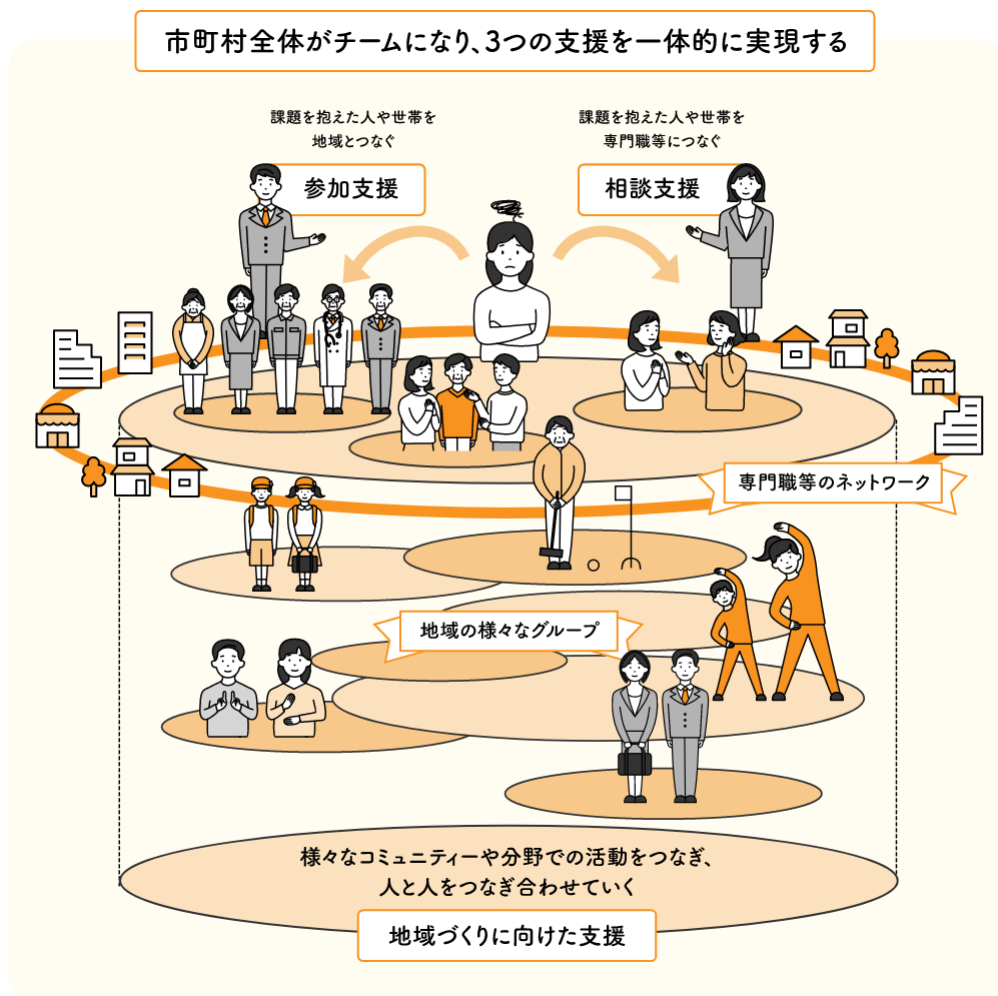 市町村全体がチームになり、3つの支援を一体的に実現する
課題を抱えた人や世帯を
地域とつなぐ
参加支援
課題を抱えた人や世帯を
専門職等につなぐ
相談支援
専門職等のネットワーク
地域の様々なグループ
様々なコミュニティーや分野での活動をつなぎ、
人と人をつなぎ合わせていく
地域づくりに向けた支援